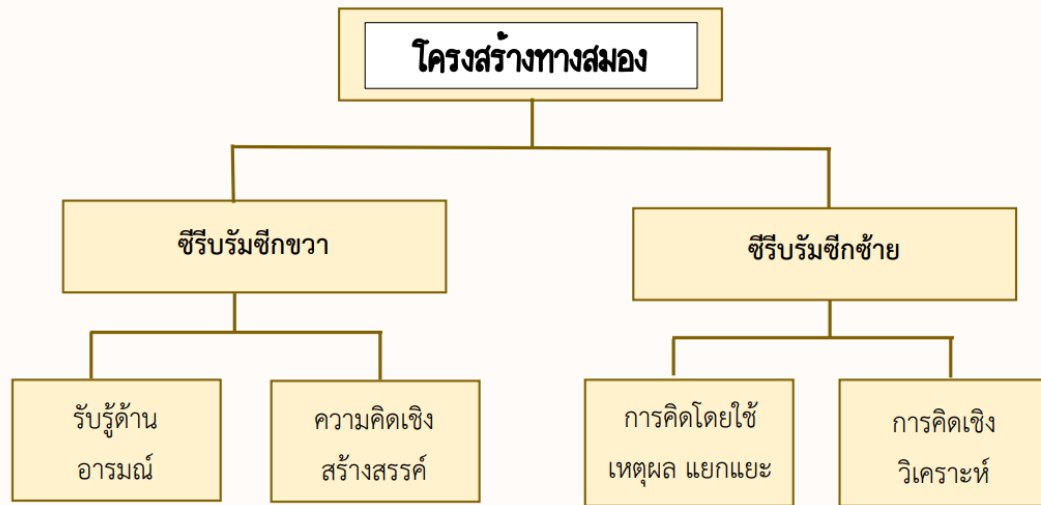 โครงสร้างทางสมอง
ซีรีบรัมซีกขวา
ซีรีบรัมซีกซ้าย
รับรู้ด้าน
อารมณ์
ความคิดเชิง
สร้างสรรค์
การคิดโดยใช้
เหตุผล แยกแยะ
การคิดเชิง
วิเคราะห์